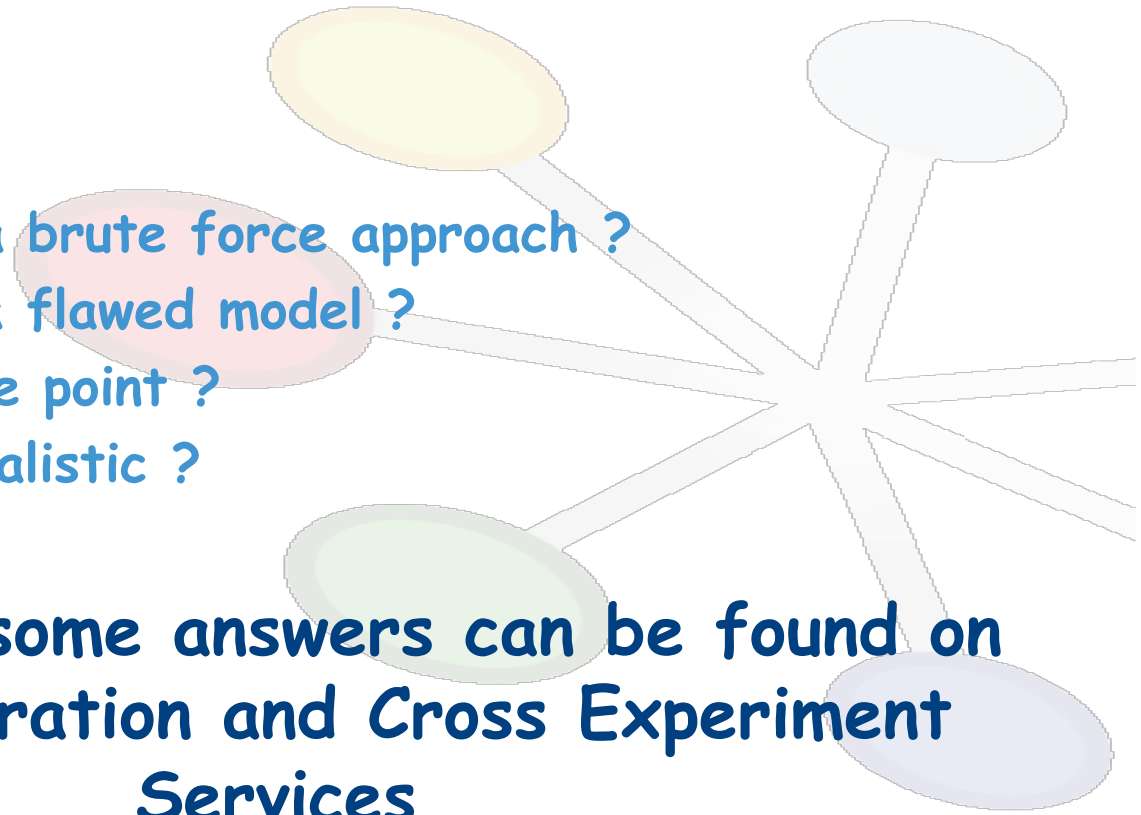 brute force approach ?
flawed model ?
e point ?
alistic ?
some answers can be found on
ration and Cross Experiment
Services